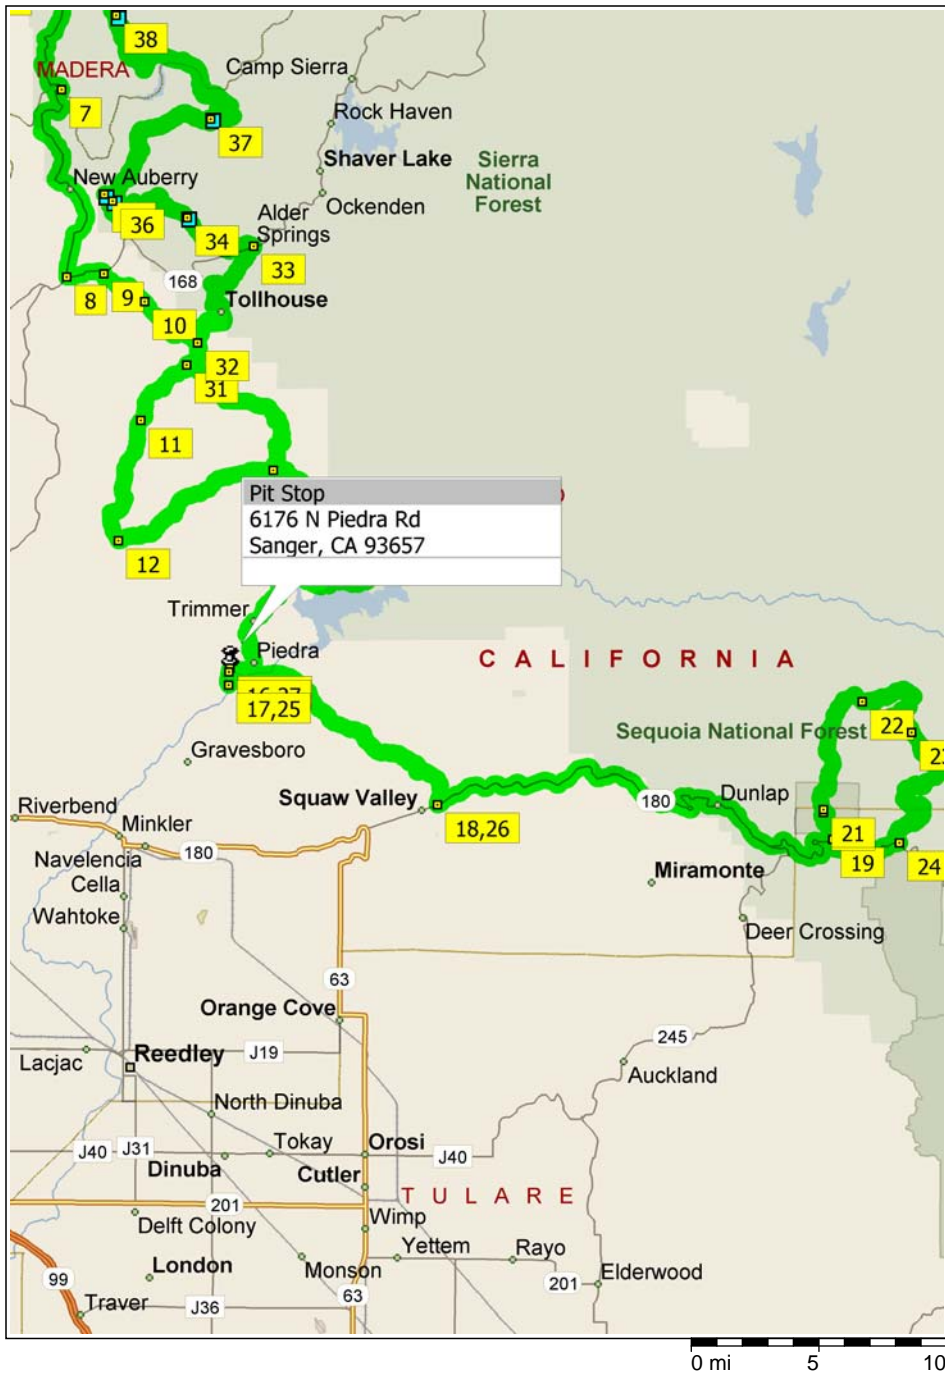 38
MADERA
Camp Sierra
7
Rock Haven
37
Shaver Lake
Sierra
National
Forest
New Auberry
Ockenden
36
Alder
Springs
34
33
168
8
9
Tollhouse
10
32
31
11
Pit Stop
6176 N Piedra Rd
Sanger, CA 93657
12
Trimmer
Piedra
CALIFORNIA
17,25
Sequoia National Forest
22
23
Gravesboro
Squaw Valley
180
Dunlap
Riverbend
18,26
21
Minkler
19
24
Navelencia
180
Cella
Miramonte
Wahtoke
Deer Crossing
63
Orange Cove
245
Lacjac
Reedley
J19
Auckland
North Dinuba
J40
J31
Tokay
Orosi
J40
Dinuba
Cutler
TULARE
201
Delft Colony
Wimp
Yettem
Rayo
99
London
Monson
201
Elderwood
63
Traver
J36
0 mi
5
10